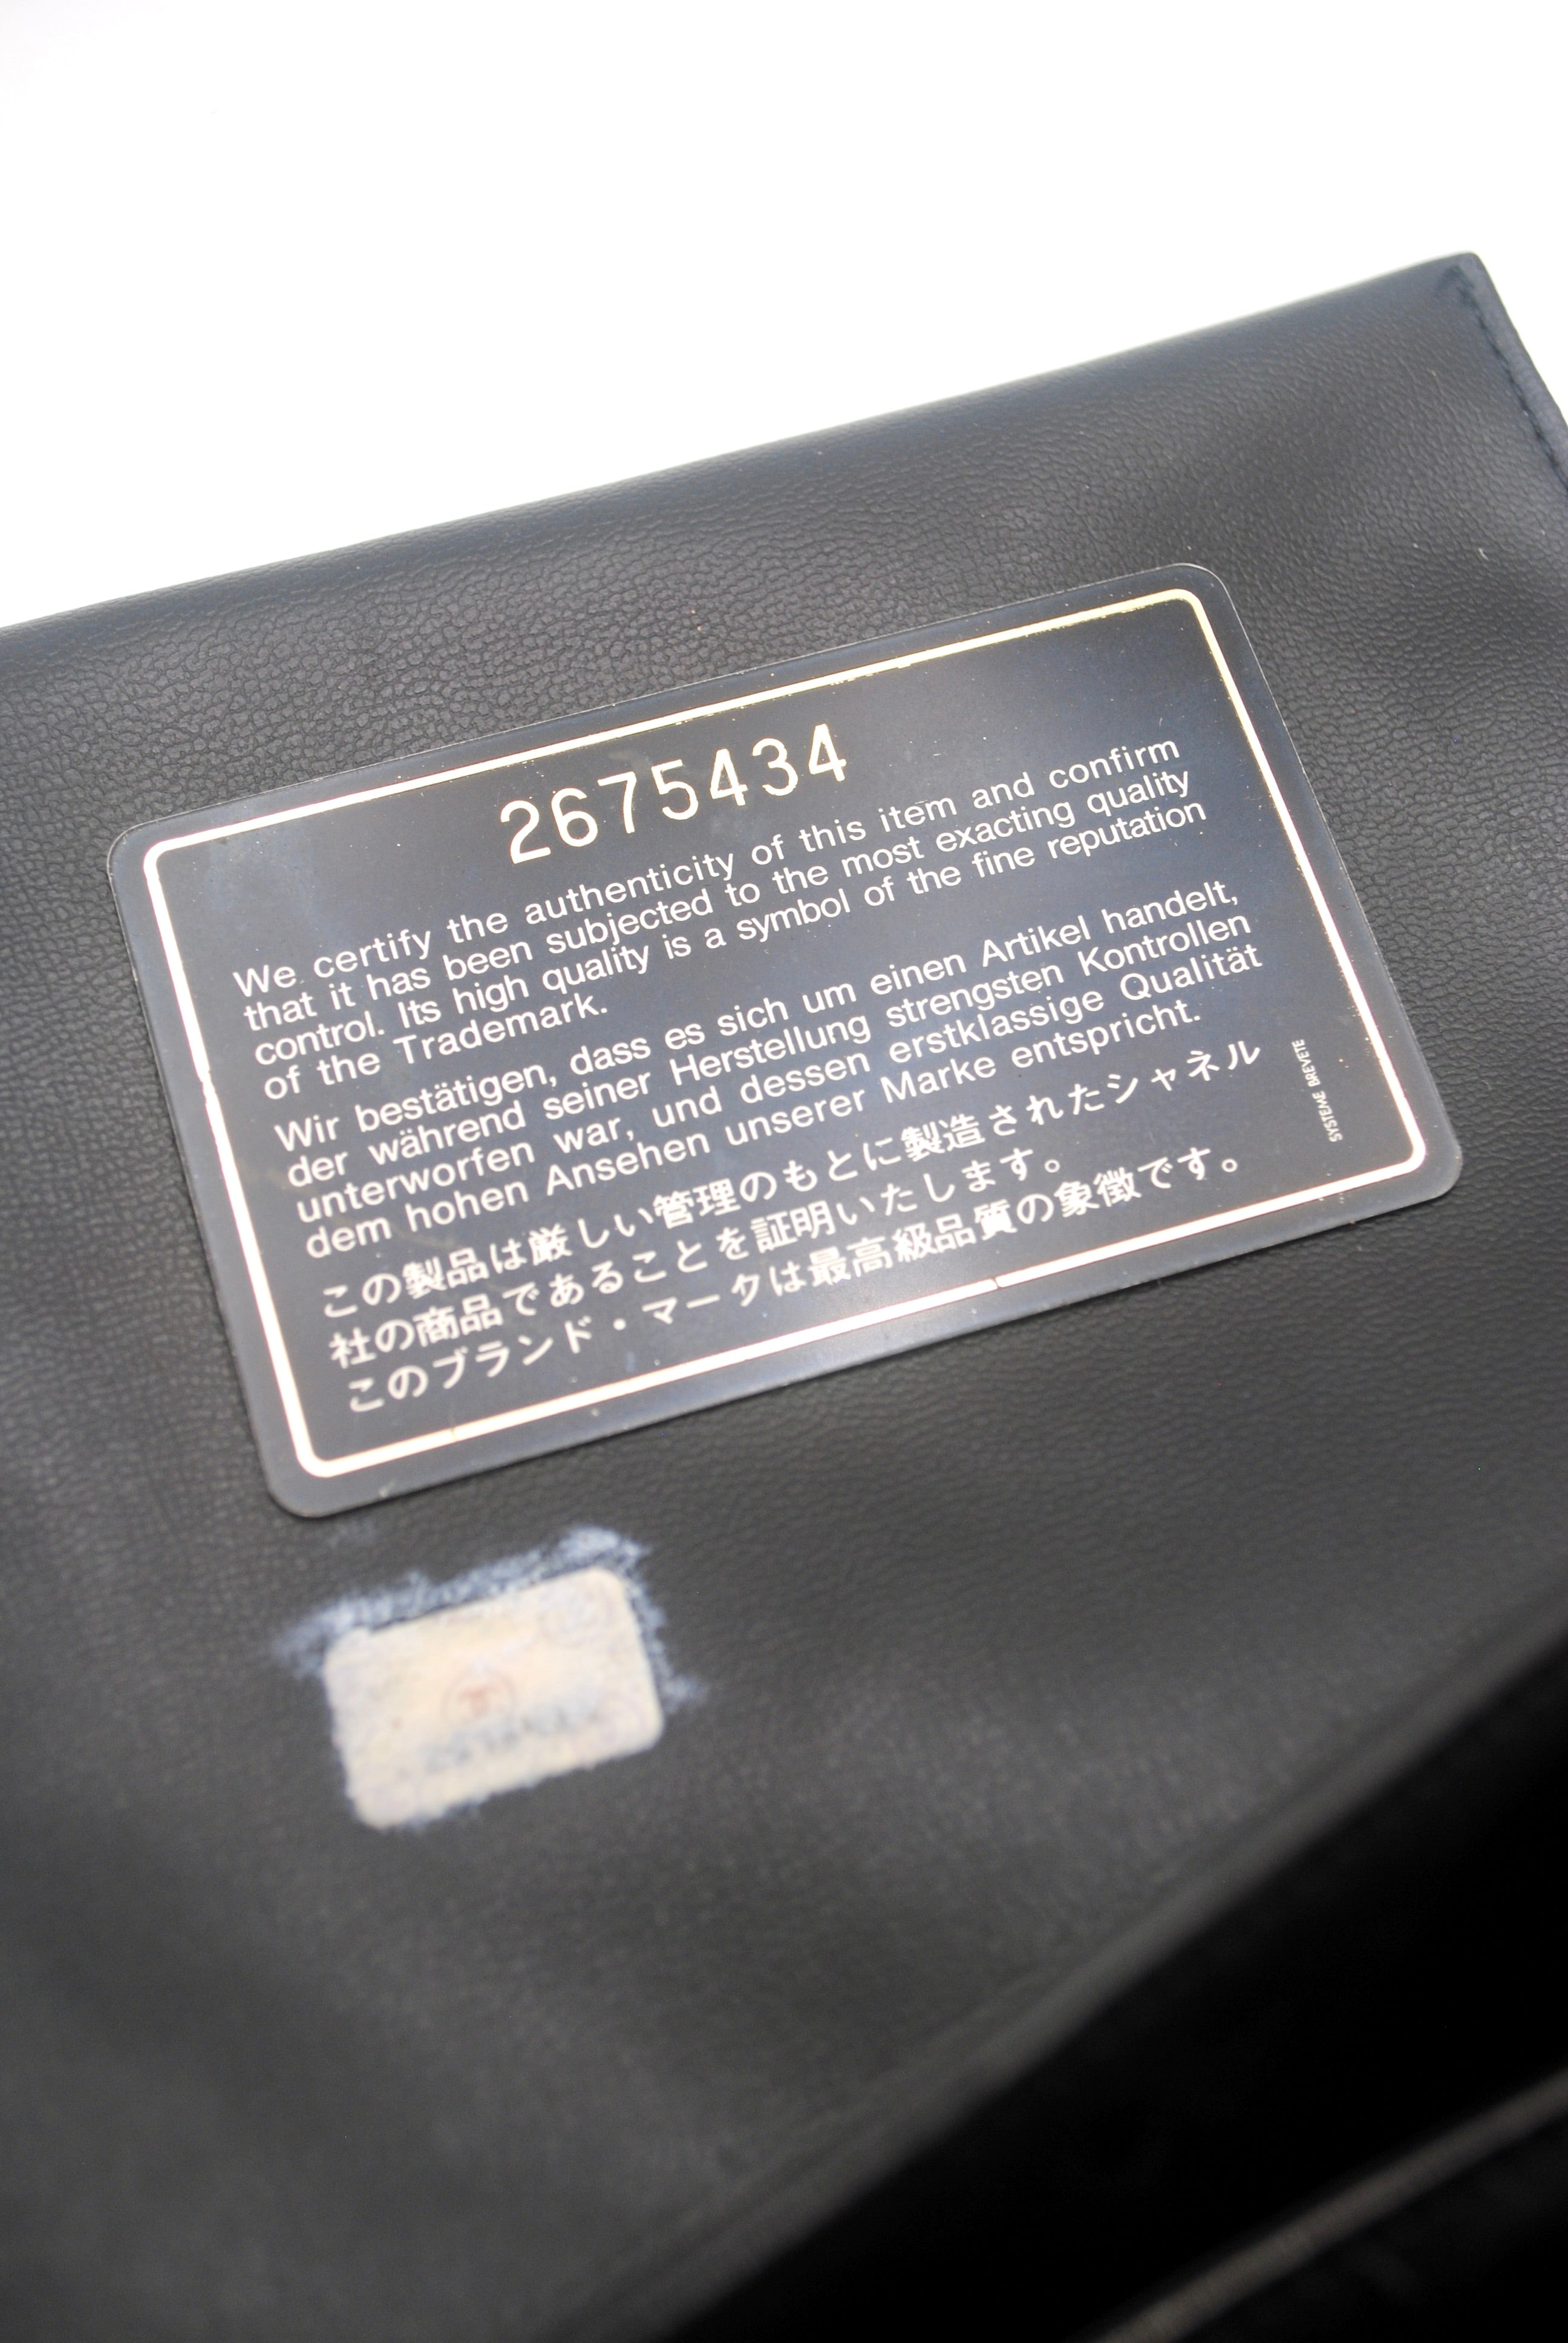 2675434
We certify the authenticity of this item and confirm
that it has been subjected to the most exacting quality
control. Its high quality is a symbol of the fine reputation
of the Trademark.
Wir bestätigen, dass es sich um einen Artikel handelt,
der während seiner Herstellung strengsten Kontrollen
unterworfen war, und dessen erstklassige Qualität
dem hohen Ansehen unserer Marke entspricht.
この製品は厳しい管理のもとに製造されたシャネル
社の商品であることを証明いたします。
このブランド・マークは最高級品質の象徴です。
SYSTEME BREVETE